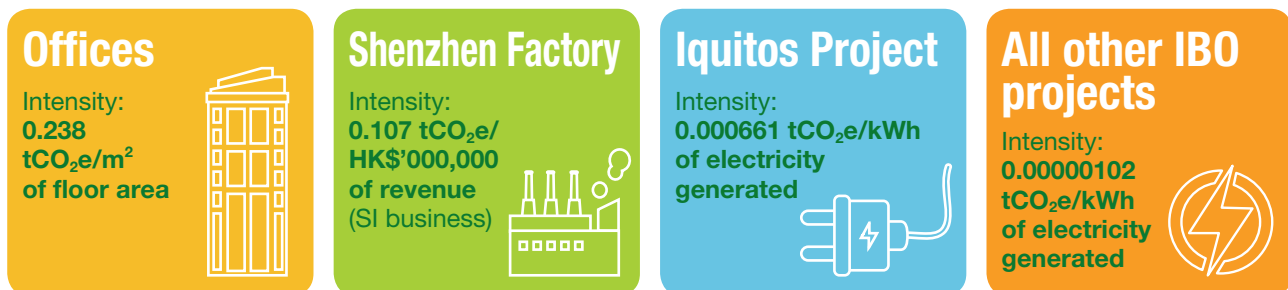 Offices
Intensity:
0.238
tCO₂e/m²
of floor area
Shenzhen Factory
Intensity:
0.107 tCO₂e/
HK$'000,000
of revenue
(SI business)
Iquitos Project
Intensity:
0.000661 tCO₂e/kWh
of electricity
generated
All other IBO
projects
Intensity:
0.00000102
tCO₂e/kWh
of electricity
generated